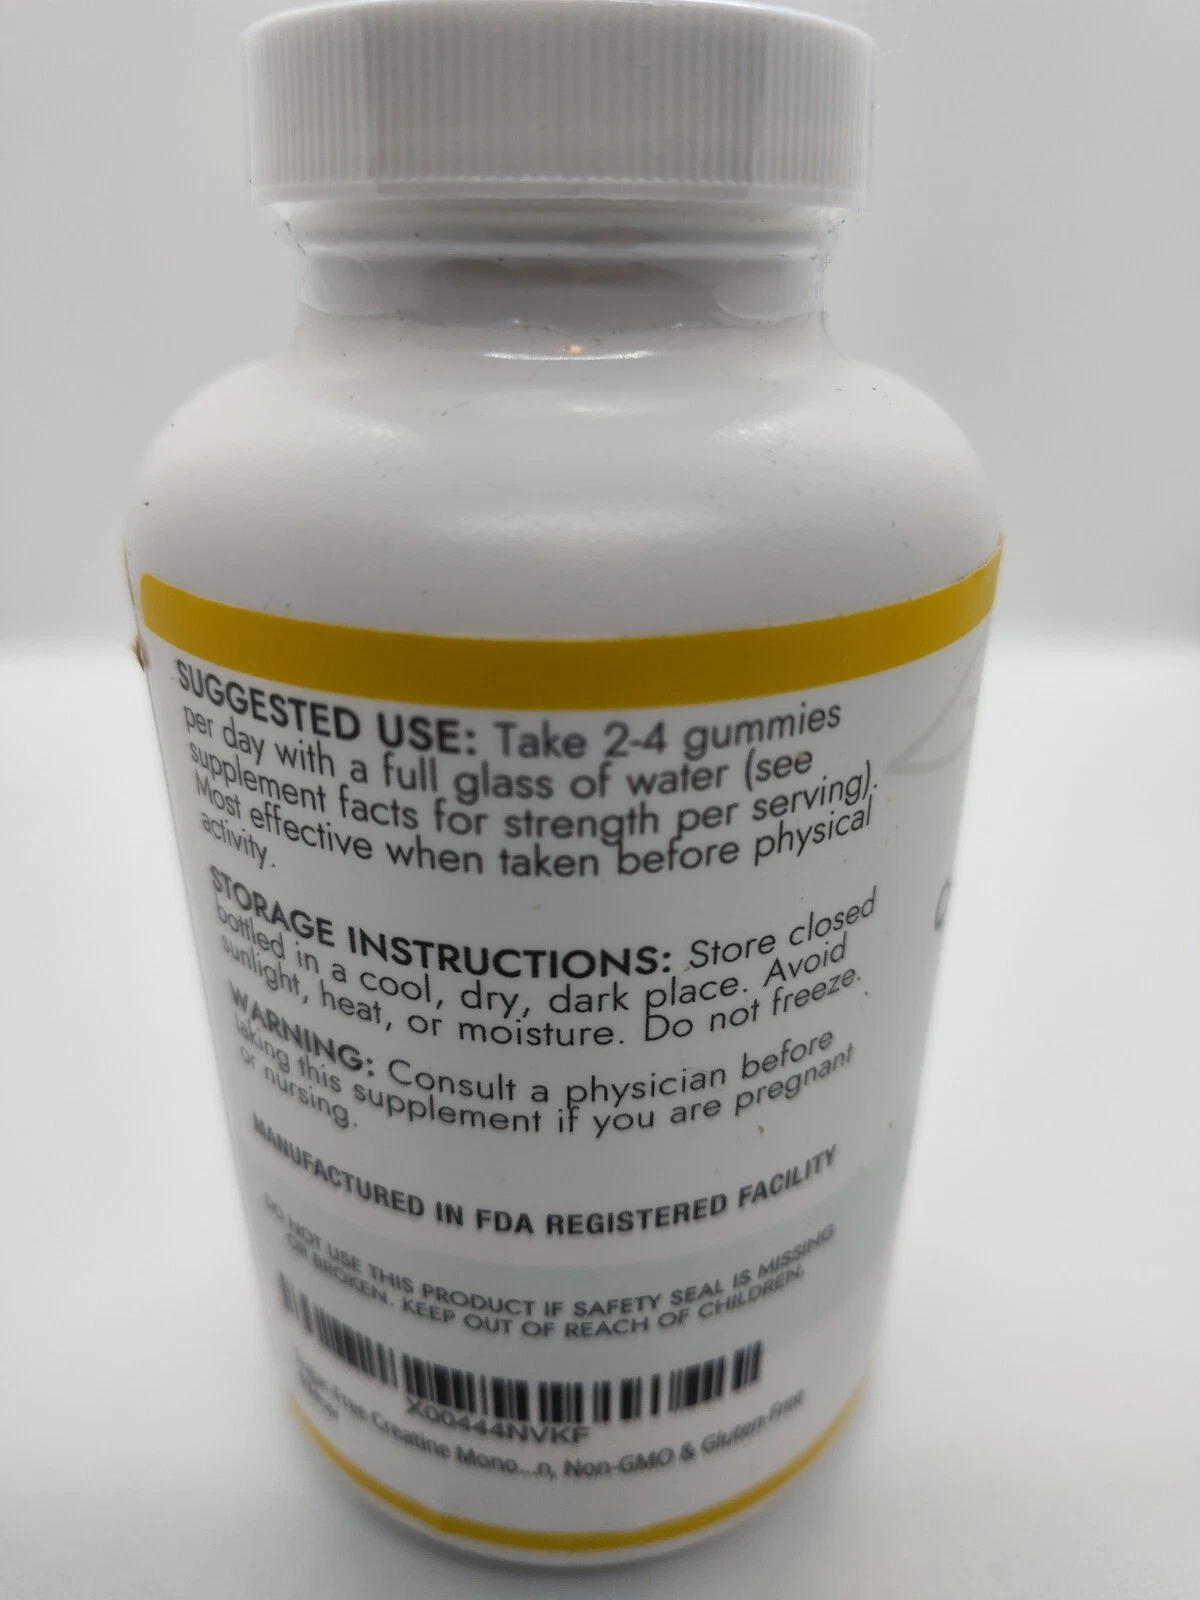 SUGGESTED USE: Take 2-4 gummies
per day with a full glass of water (see
supplement facts for strength per serving).
Most effective when taken before physical
activity.
STORAGE INSTRUCTIONS: Store closed
bottled in a cool, dry, dark place. Avoid
sunlight, heat, or moisture. Do not freeze.
WARNING: Consult a physician before
taking this supplement if you are pregnant
or nursing.
MANUFACTURED IN FDA REGISTERED FACILITY
DO NOT USE THIS PRODUCT IF SAFETY SEAL IS MISSING
OR BROKEN. KEEP OUT OF REACH OF CHILDREN.
X00444NVKF
Sugar-Free Creatine Mono...n, Non-GMO & Gluten-Free